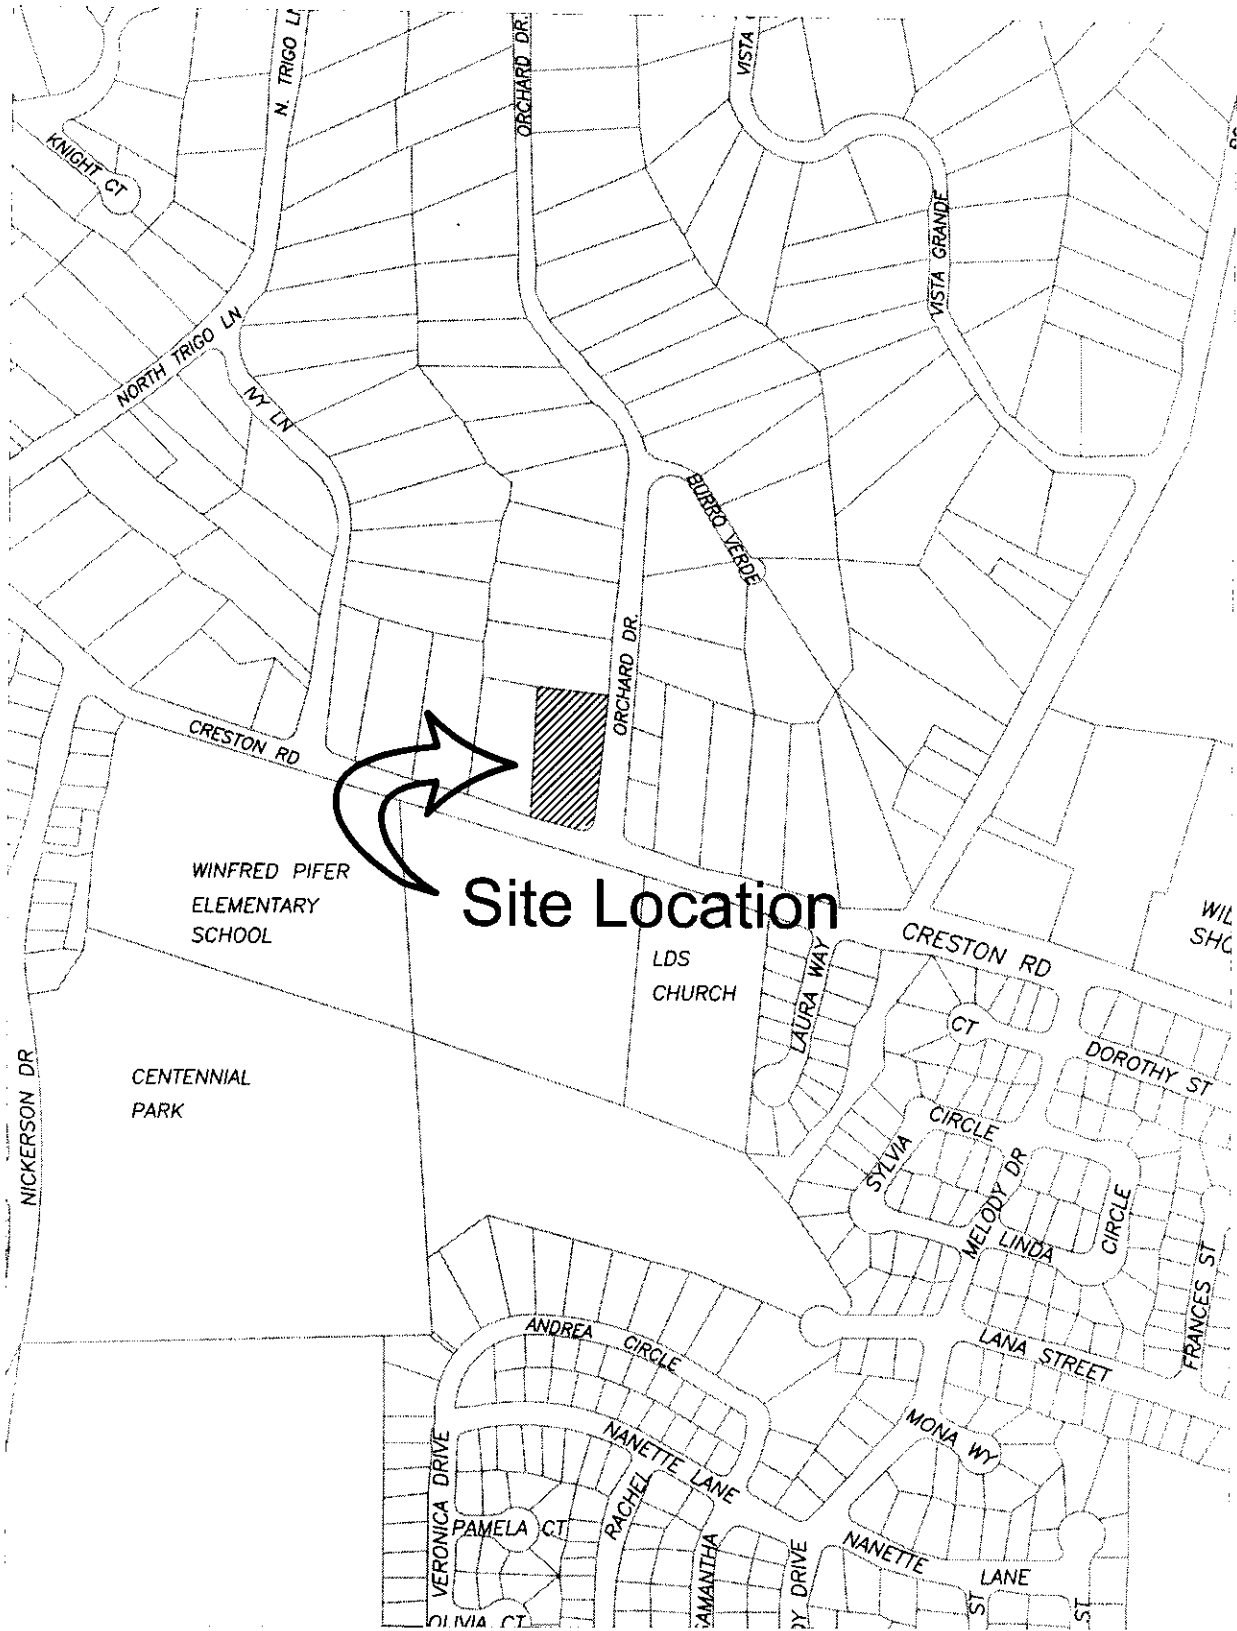 N. TRIGO LN
ORCHARD DR.
VISTA
KNIGHT CT
VISTA GRANDE
NORTH TRIGO LN
IVY LN
BURRO VERDE
ORCHARD DR.
CRESTON RD
WINFRED PIFER
ELEMENTARY
SCHOOL
Site Location
CRESTON RD
LDS
CHURCH
LAURA WAY
CT
DOROTHY ST
CENTENNIAL
PARK
NICKERSON DR
CIRCLE
SYLVIA
MELODY DR
LINDA
CIRCLE
FRANCES ST
ANDREA CIRCLE
LANA STREET
MONA WY
NANETTE LANE
VERONICA DRIVE
RACHEL
PAMELA CT
SAMANTHA
DY DRIVE
NANETTE LANE
ST
ST
OLIVIA CT